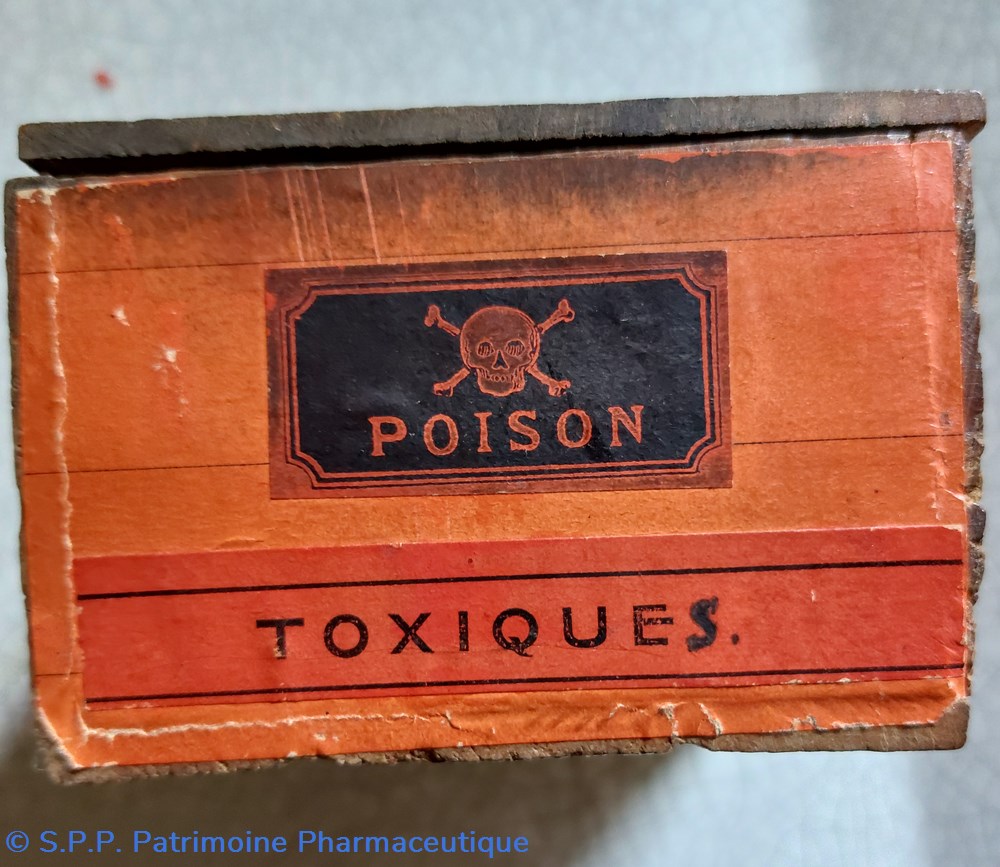 POISON
TOXIQUES.
© S.P.P. Patrimoine Pharmaceutique